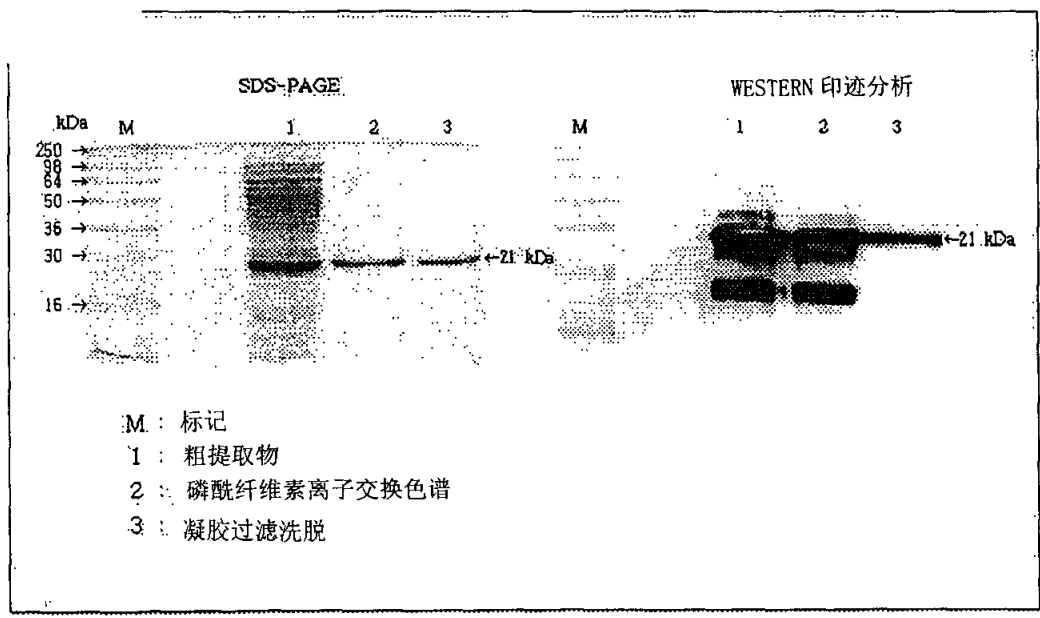 SDS-PAGE
WESTERN 印迹分析
kDa M 1 2 3
M 1 2 3
250 →
98 →
64 →
50 →
36 →
30 →
16 →
←21 kDa
←21 kDa
M : 标记
1 : 粗提取物
2 : 磷酰纤维素离子交换色谱
3 : 凝胶过滤洗脱